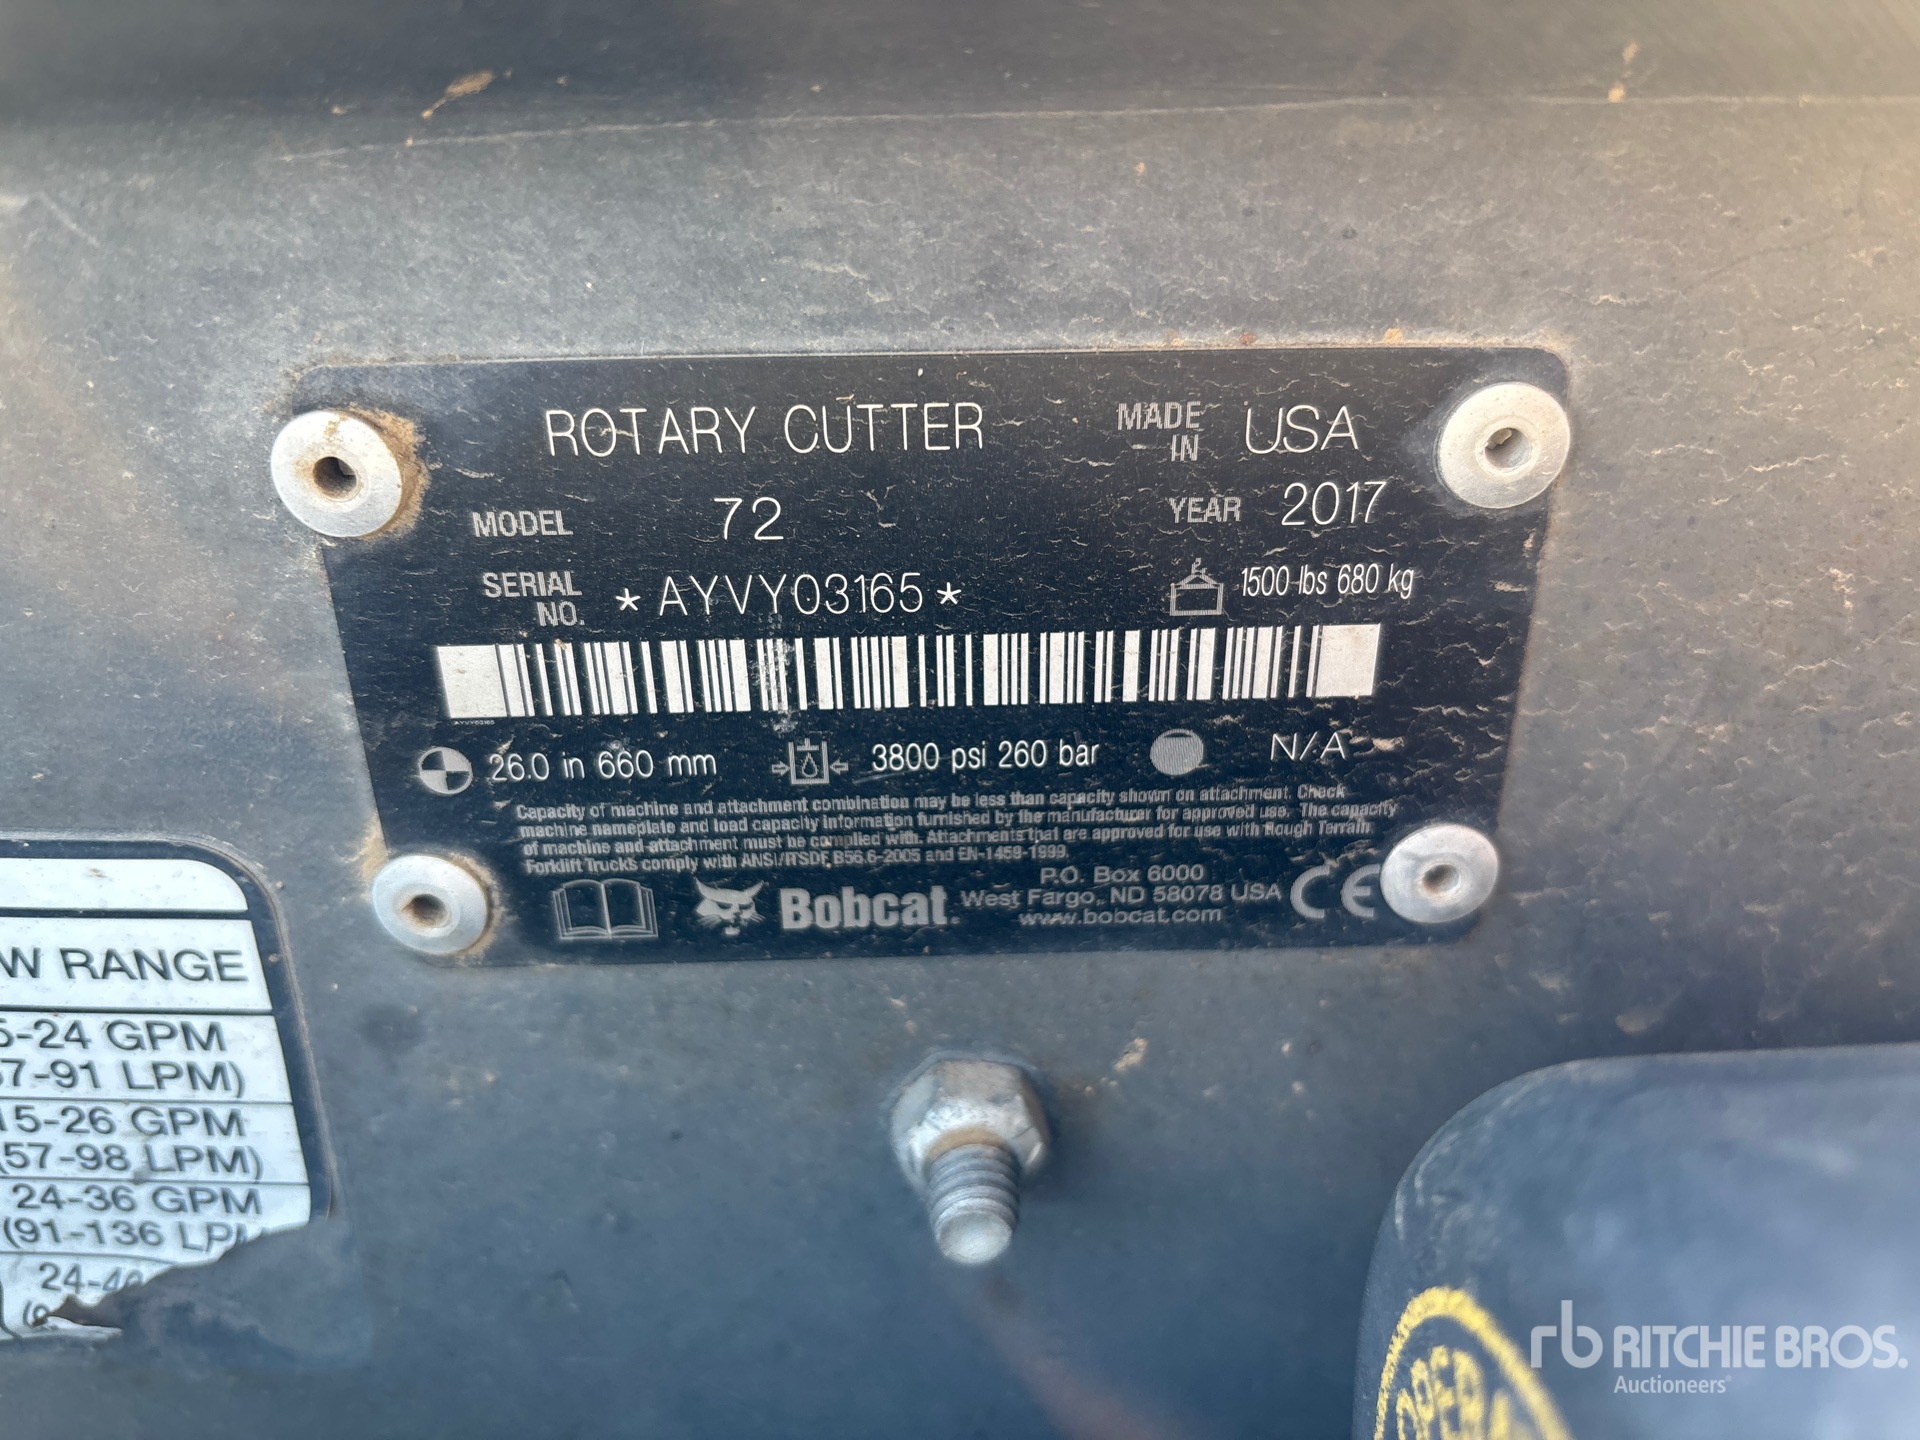 ROTARY CUTTER
MADE IN USA
MODEL 72
YEAR 2017
SERIAL NO. *AYVY03165*
1500 lbs 680 kg
AYVY03165
26.0 in 660 mm
3800 psi 260 bar
N/A
Capacity of machine and attachment combination may be less than capacity shown on attachment. Check
machine nameplate and load capacity information furnished by the manufacturer for approved use. The capacity
of machine and attachment must be complied with. Attachments that are approved for use with Rough Terrain
Forklift Trucks comply with ANSI/ITSDF B56.6-2005 and EN-1459-1999.
Bobcat.
P.O. Box 6000
West Fargo, ND 58078 USA
www.bobcat.com
CE
W RANGE
5-24 GPM
7-91 LPM)
15-26 GPM
(57-98 LPM)
24-36 GPM
(91-136 LPM
24-40
rb RITCHIE BROS.
Auctioneers